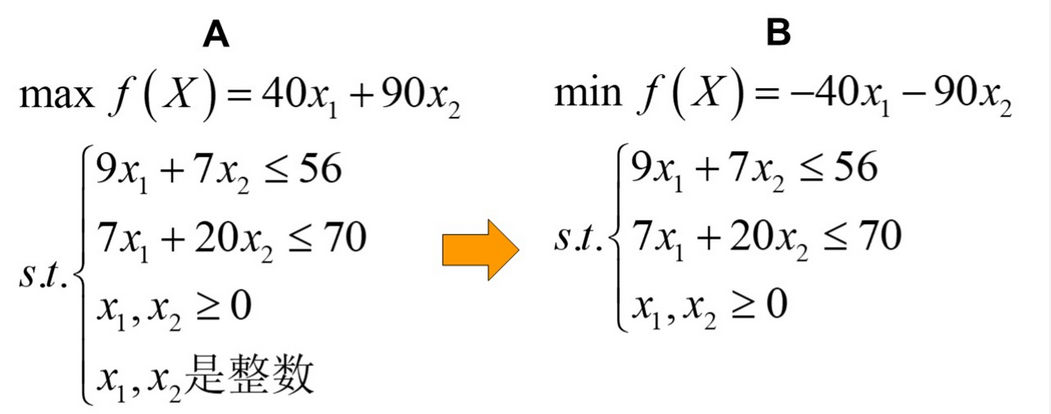 A
max f(X) = 40x₁ + 90x₂
s.t.
9x₁ + 7x₂ ≤ 56
7x₁ + 20x₂ ≤ 70
x₁, x₂ ≥ 0
x₁, x₂是整数
B
min f(X) = −40x₁ − 90x₂
s.t.
9x₁ + 7x₂ ≤ 56
7x₁ + 20x₂ ≤ 70
x₁, x₂ ≥ 0